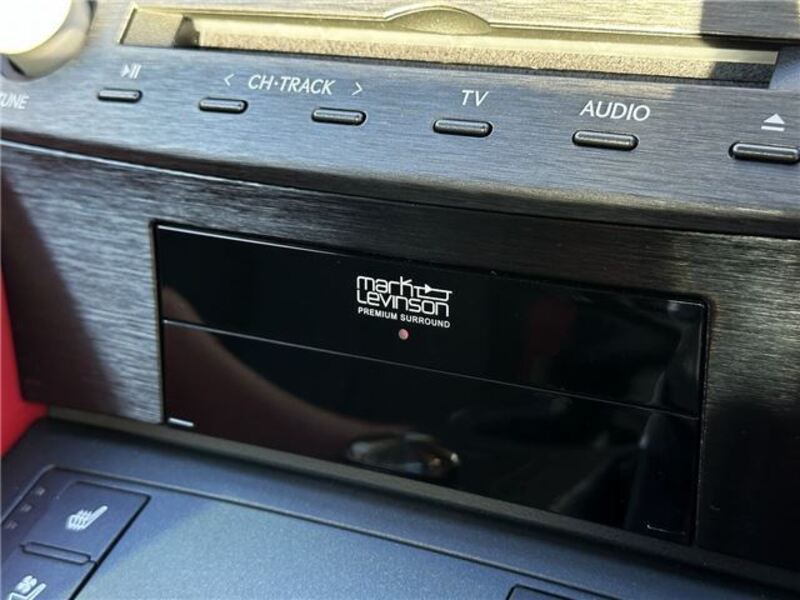 TUNE
< CH·TRACK >
TV
AUDIO
mark
Levinson
PREMIUM SURROUND